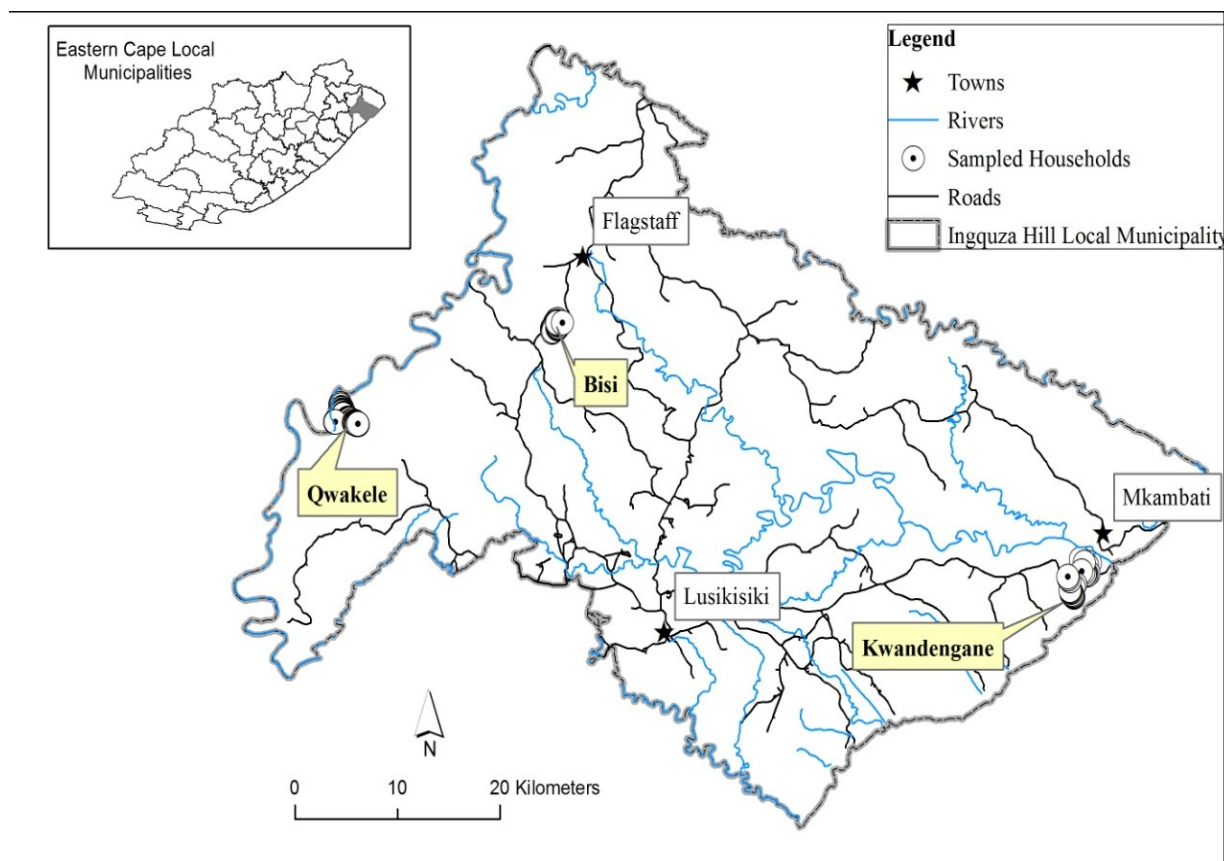 Eastern Cape Local
Municipalities
Legend
Towns
Rivers
Sampled Households
Roads
Ingquza Hill Local Municipality
Flagstaff
Bisi
Qwakele
Mkambati
Lusikisiki
Kwandengane
N
0 10 20 Kilometers